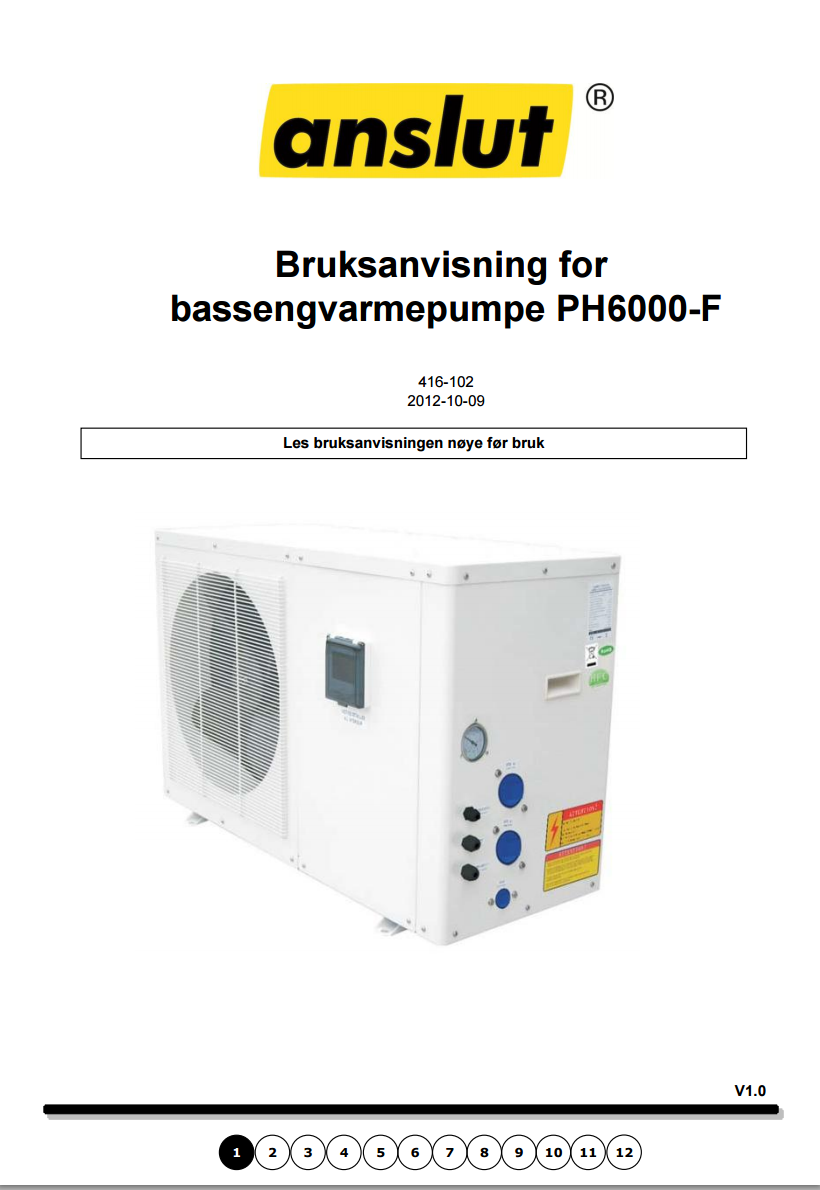 anslut ®
Bruksanvisning for
bassengvarmepumpe PH6000-F
416-102
2012-10-09
Les bruksanvisningen nøye før bruk
V1.0
1 2 3 4 5 6 7 8 9 10 11 12